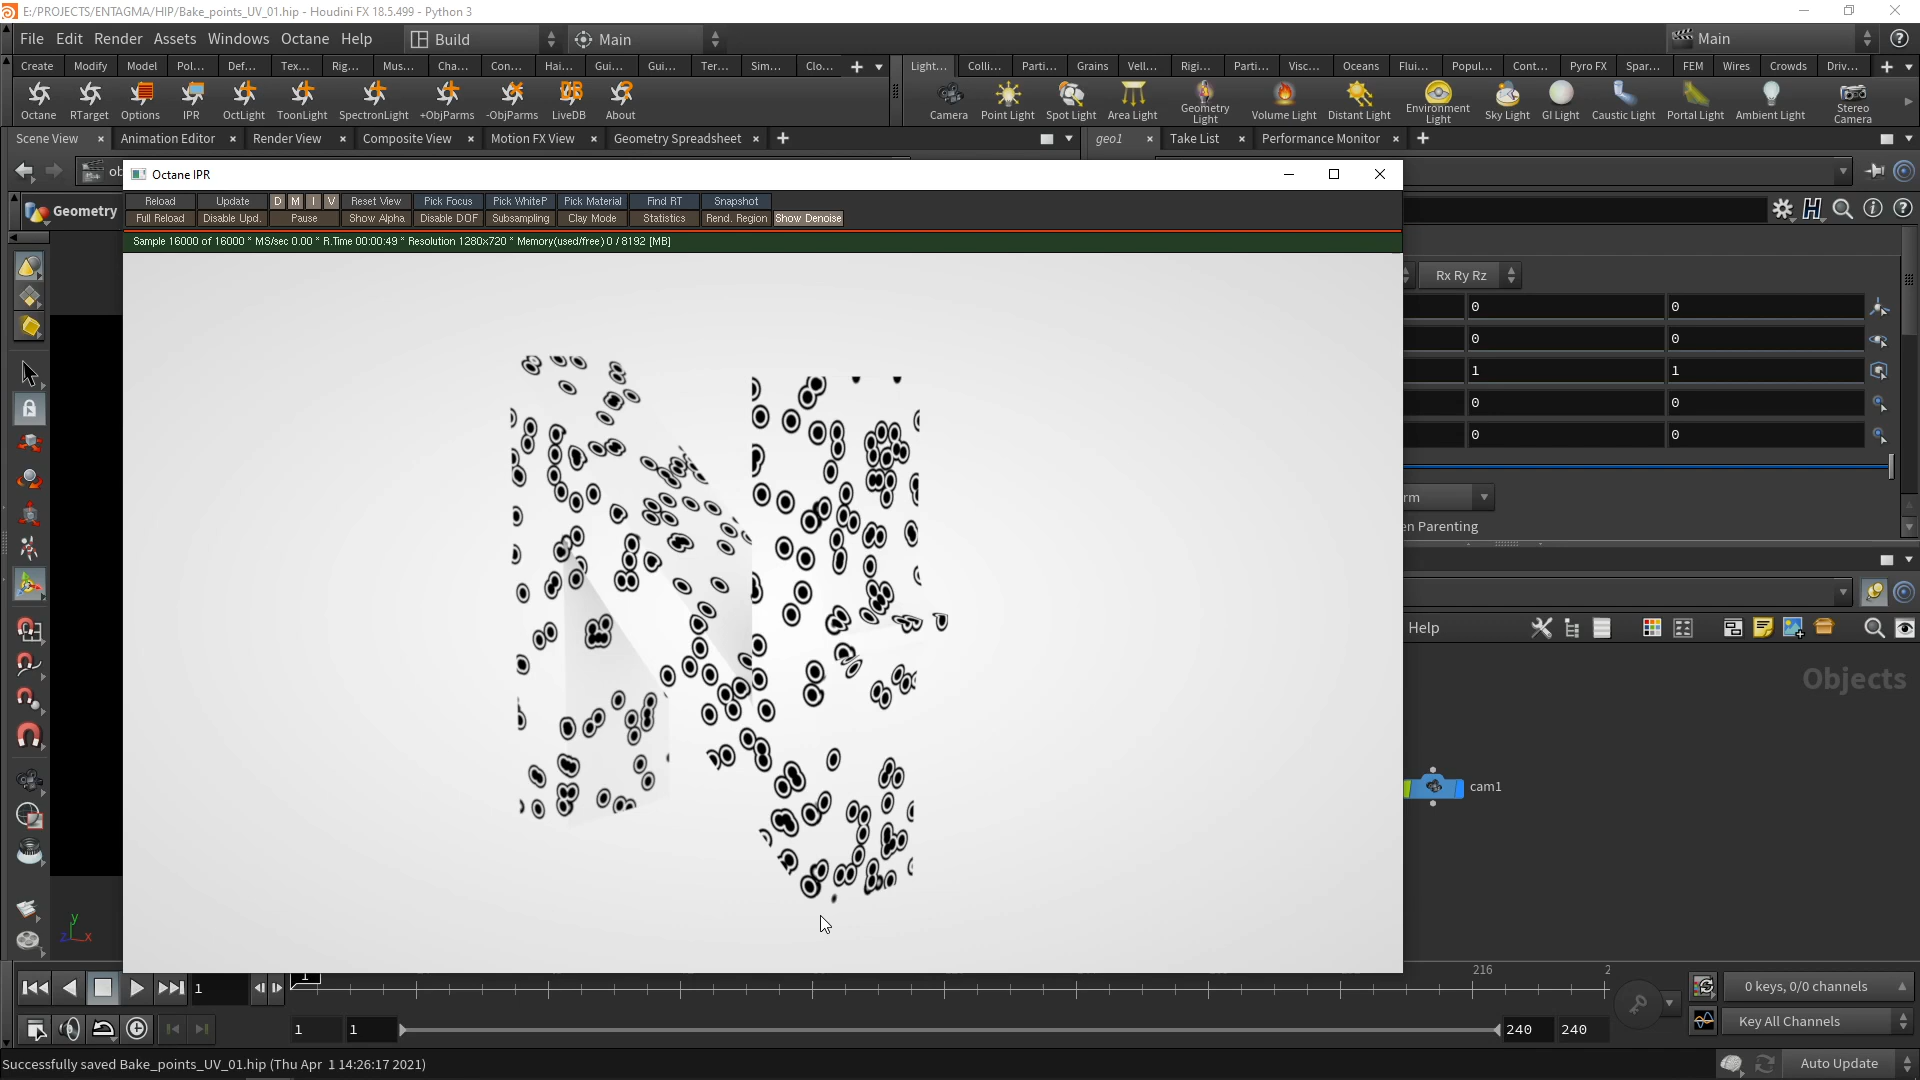 E:/PROJECTS/ENTAGMA/HIP/Bake_points_UV_01.hip - Houdini FX 18.5.499 - Python 3
File Edit Render Assets Windows Octane Help Build Main Main
Create Modify Model Pol... Def... Tex... Rig... Mus... Cha... Con... Hai... Gui... Gui... Ter... Sim... Clo... Light... Colli... Parti... Grains Vell... Rigi... Parti... Visc... Oceans Flui... Popul... Cont... Pyro FX Spar... FEM Wires Crowds Driv...
Octane RTarget Options IPR OctLight ToonLight SpectronLight +ObjParms -ObjParms LiveDB About Camera Point Light Spot Light Area Light Geometry Light Volume Light Distant Light Environment Light Sky Light GI Light Caustic Light Portal Light Ambient Light Stereo Camera
Scene View Animation Editor Render View Composite View Motion FX View Geometry Spreadsheet geo1 Take List Performance Monitor
ob
Octane IPR
Reload Update D M I V Reset View Pick Focus Pick WhiteP Pick Material Find RT Snapshot
Full Reload Disable Upd. Pause Show Alpha Disable DOF Subsampling Clay Mode Statistics Rend. Region Show Denoise
Geometry
Sample 16000 of 16000 * MS/sec 0.00 * R.Time 00:00:49 * Resolution 1280x720 * Memory(used/free) 0 / 8192 [MB]
Rx Ry Rz
0 0
0 0
1 1
0 0
0 0
rm
en Parenting
Help
Objects
cam1
y
z x
1 1 216 2
0 keys, 0/0 channels
1 1 240 240
Key All Channels
Successfully saved Bake_points_UV_01.hip (Thu Apr 1 14:26:17 2021)
Auto Update